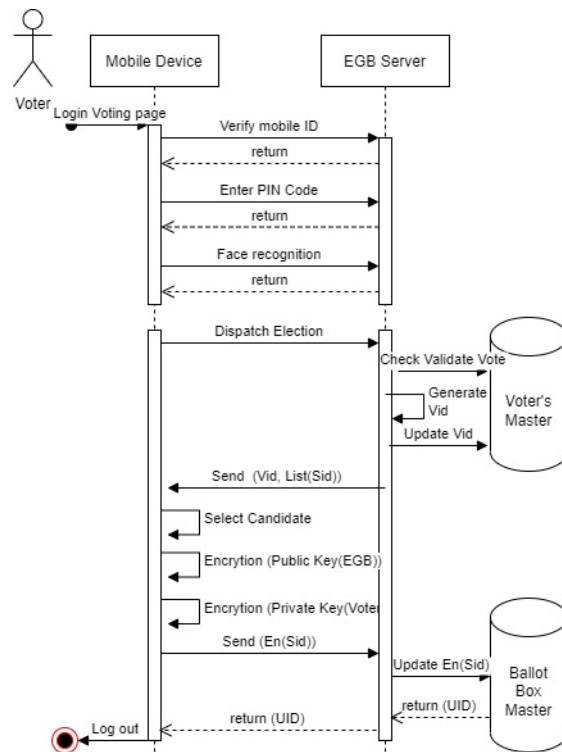 Mobile Device
EGB Server
Voter
Login Voting page
Verify mobile ID
return
Enter PIN Code
return
Face recognition
return
Dispatch Election
Check Validate Vote
Generate
Vid
Voter's
Master
Update Vid
Send (Vid, List(Sid))
Select Candidate
Encrytion (Public Key(EGB))
Encrytion (Private Key(Voter
Send (En(Sid))
Update En(Sid)
Ballot
Box
Master
return (UID)
return (UID)
Log out